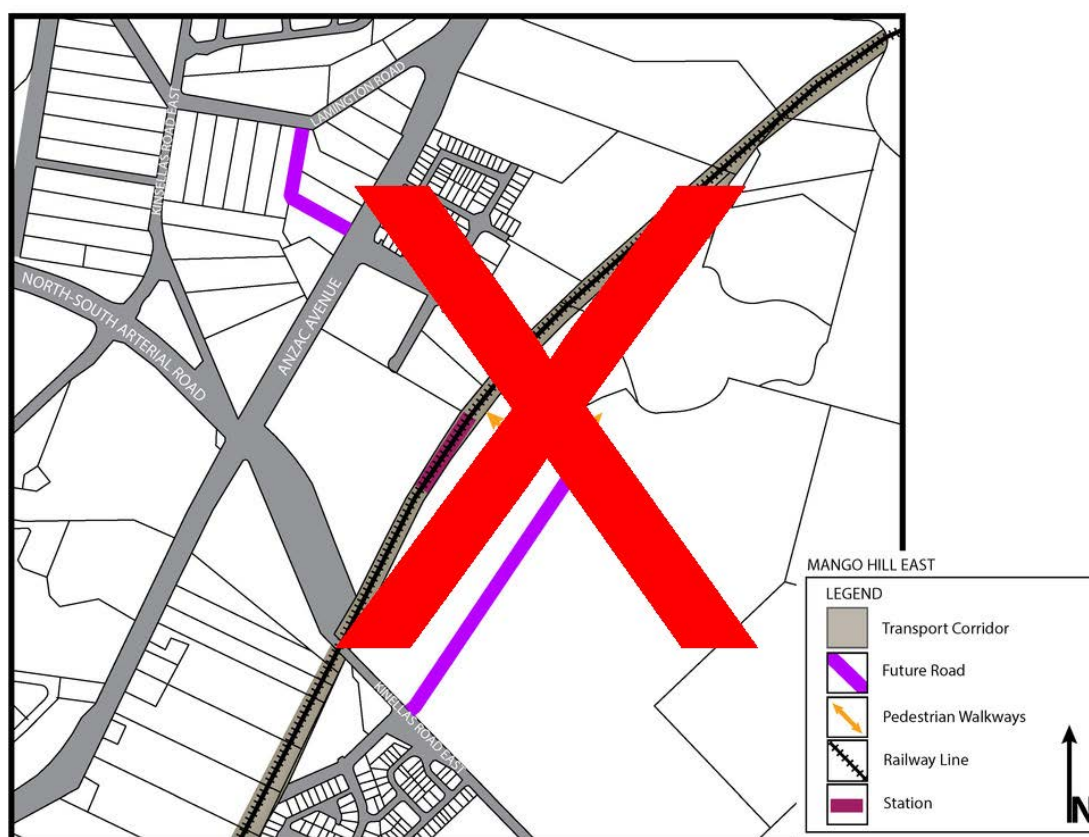 LAMINGTON ROAD
KINSELLAS ROAD EAST
NORTH-SOUTH ARTERIAL ROAD
ANZAC AVENUE
KINELLAS ROAD EAST
MANGO HILL EAST
LEGEND
Transport Corridor
Future Road
Pedestrian Walkways
Railway Line
Station
N